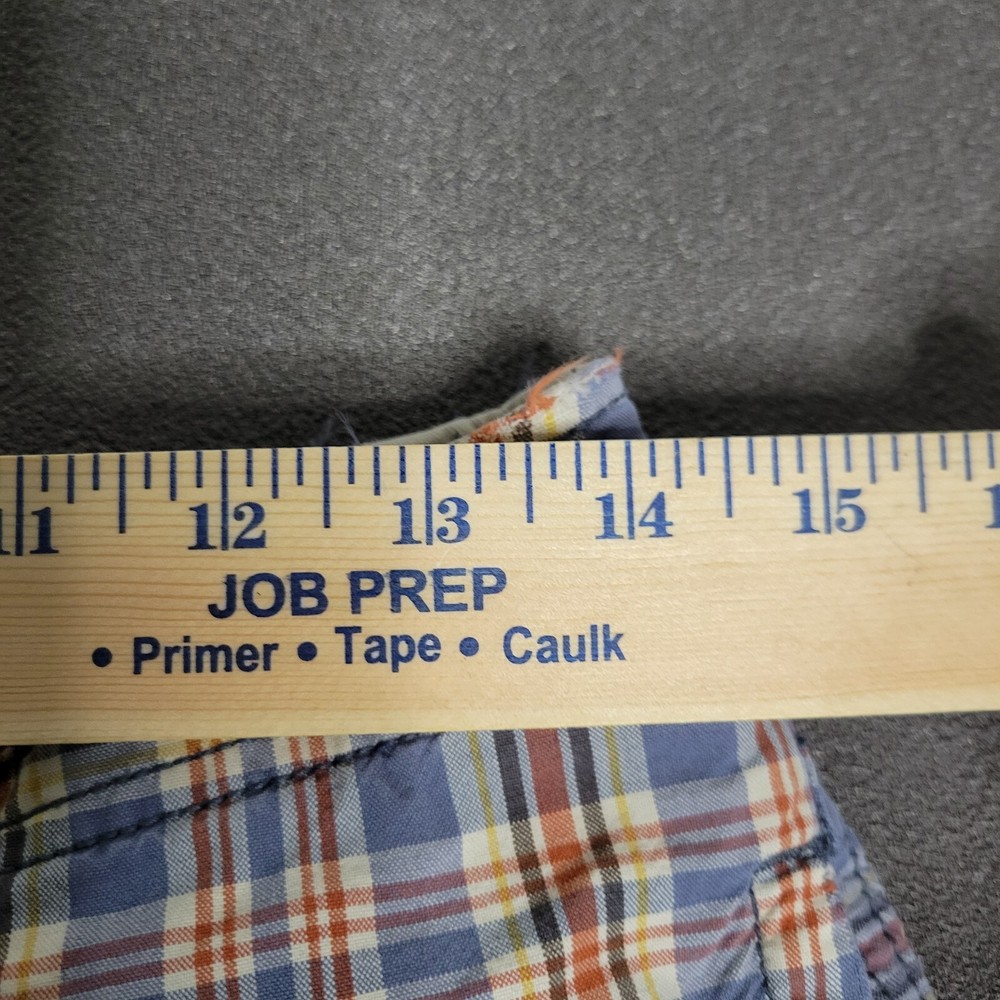 11 12 13 14 15
JOB PREP
• Primer • Tape • Caulk